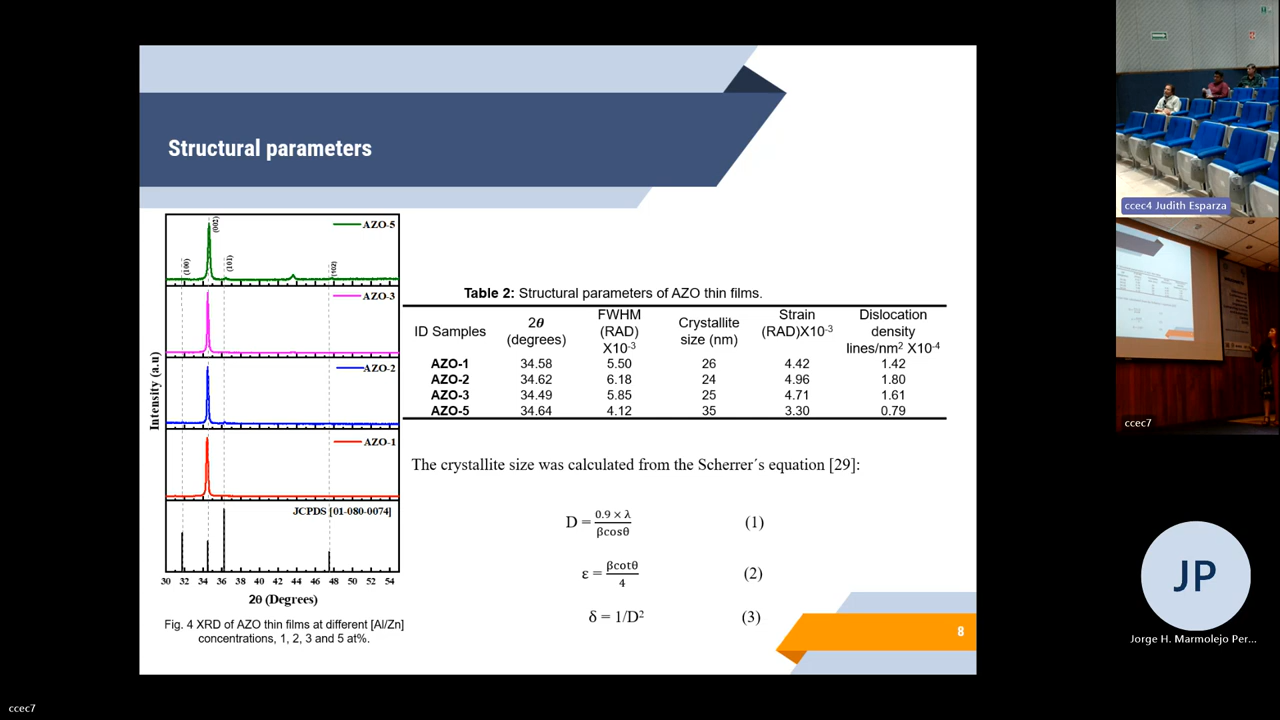 Structural parameters
AZO-5
(002)
(100)
(101)
(102)
AZO-3
AZO-2
AZO-1
JCPDS [01-080-0074]
Intensity (a.u)
30 32 34 36 38 40 42 44 46 48 50 52 54
2θ (Degrees)
Fig. 4 XRD of AZO thin films at different [Al/Zn]
concentrations, 1, 2, 3 and 5 at%.
Table 2: Structural parameters of AZO thin films.
ID Samples 2θ (degrees) FWHM (RAD) X10⁻³ Crystallite size (nm) Strain (RAD)X10⁻³ Dislocation density lines/nm² X10⁻⁴
AZO-1 34.58 5.50 26 4.42 1.42
AZO-2 34.62 6.18 24 4.96 1.80
AZO-3 34.49 5.85 25 4.71 1.61
AZO-5 34.64 4.12 35 3.30 0.79
The crystallite size was calculated from the Scherrer´s equation [29]:
D = 0.9 × λ / βcosθ (1)
ε = βcotθ / 4 (2)
δ = 1/D² (3)
8
ccec4 Judith Esparza
ccec7
JP
Jorge H. Marmolejo Per...
ccec7